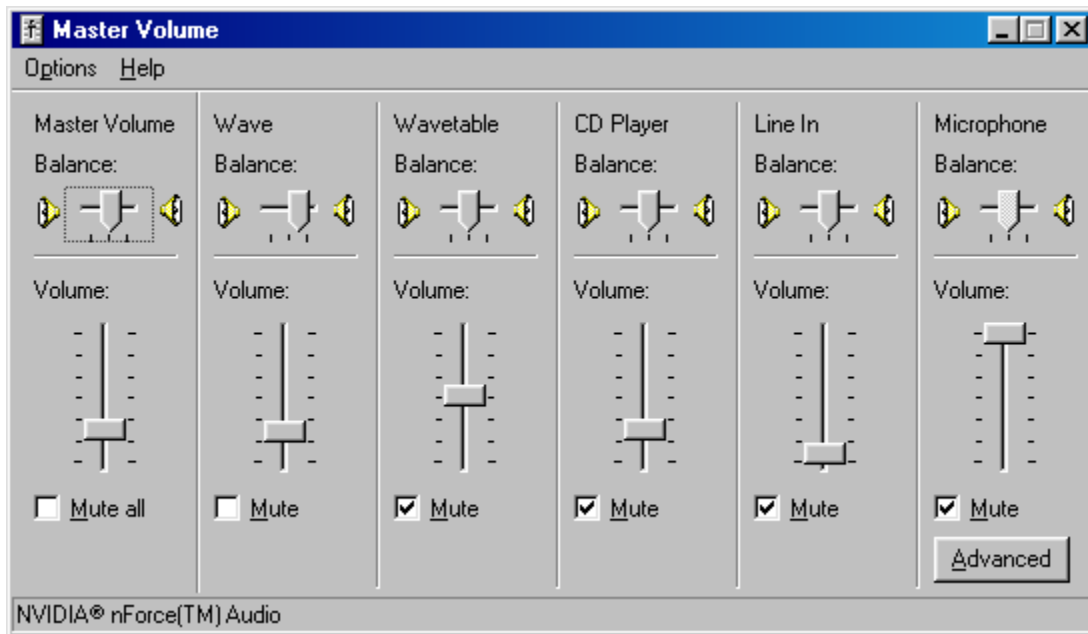 Master Volume
Options Help
Master Volume Wave Wavetable CD Player Line In Microphone
Balance: Balance: Balance: Balance: Balance: Balance:
Volume: Volume: Volume: Volume: Volume: Volume:
Mute all Mute Mute Mute Mute Mute
Advanced
NVIDIA® nForce(TM) Audio